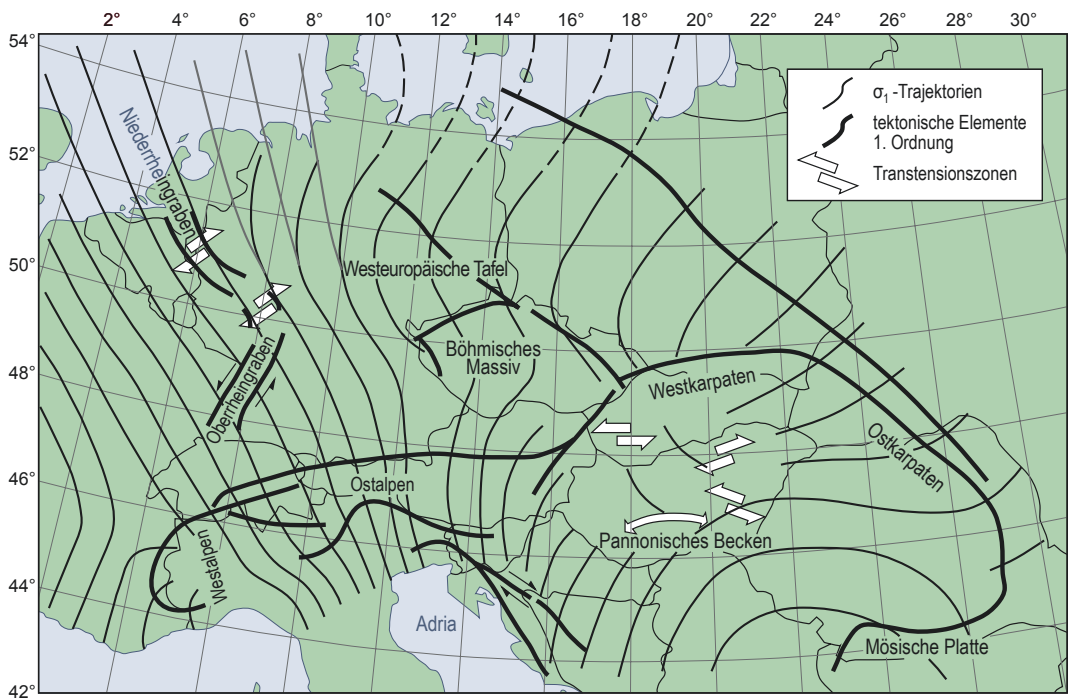 2°
4°
6°
8°
10°
12°
14°
16°
18°
20°
22°
24°
26°
28°
30°
54°
52°
50°
48°
46°
44°
42°
σ1 -Trajektorien
tektonische Elemente
1. Ordnung
Transtensionszonen
Niederrheingraben
Westeuropäische Tafel
Böhmisches
Massiv
Oberrheingraben
Westkarpaten
Ostkarpaten
Ostalpen
Westalpen
Pannonisches Becken
Adria
Mösische Platte